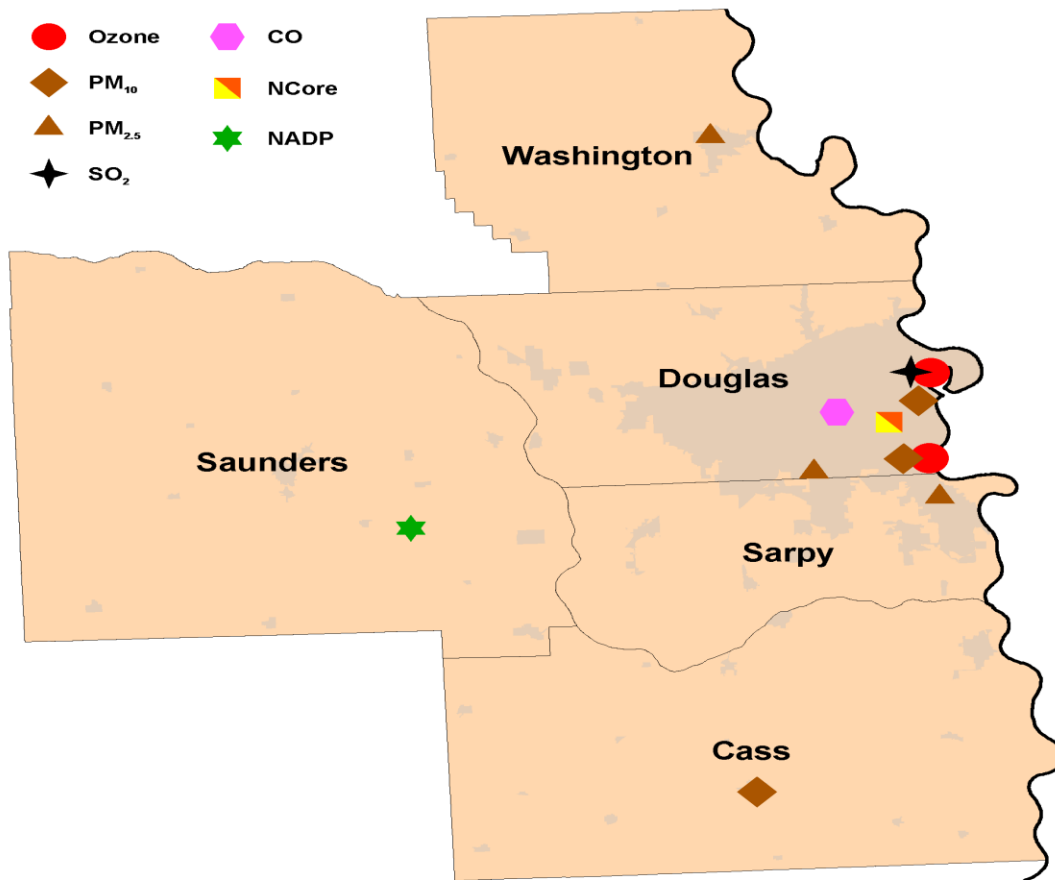 Ozone
CO
PM₁₀
NCore
PM₂.₅
NADP
SO₂
Washington
Douglas
Saunders
Sarpy
Cass